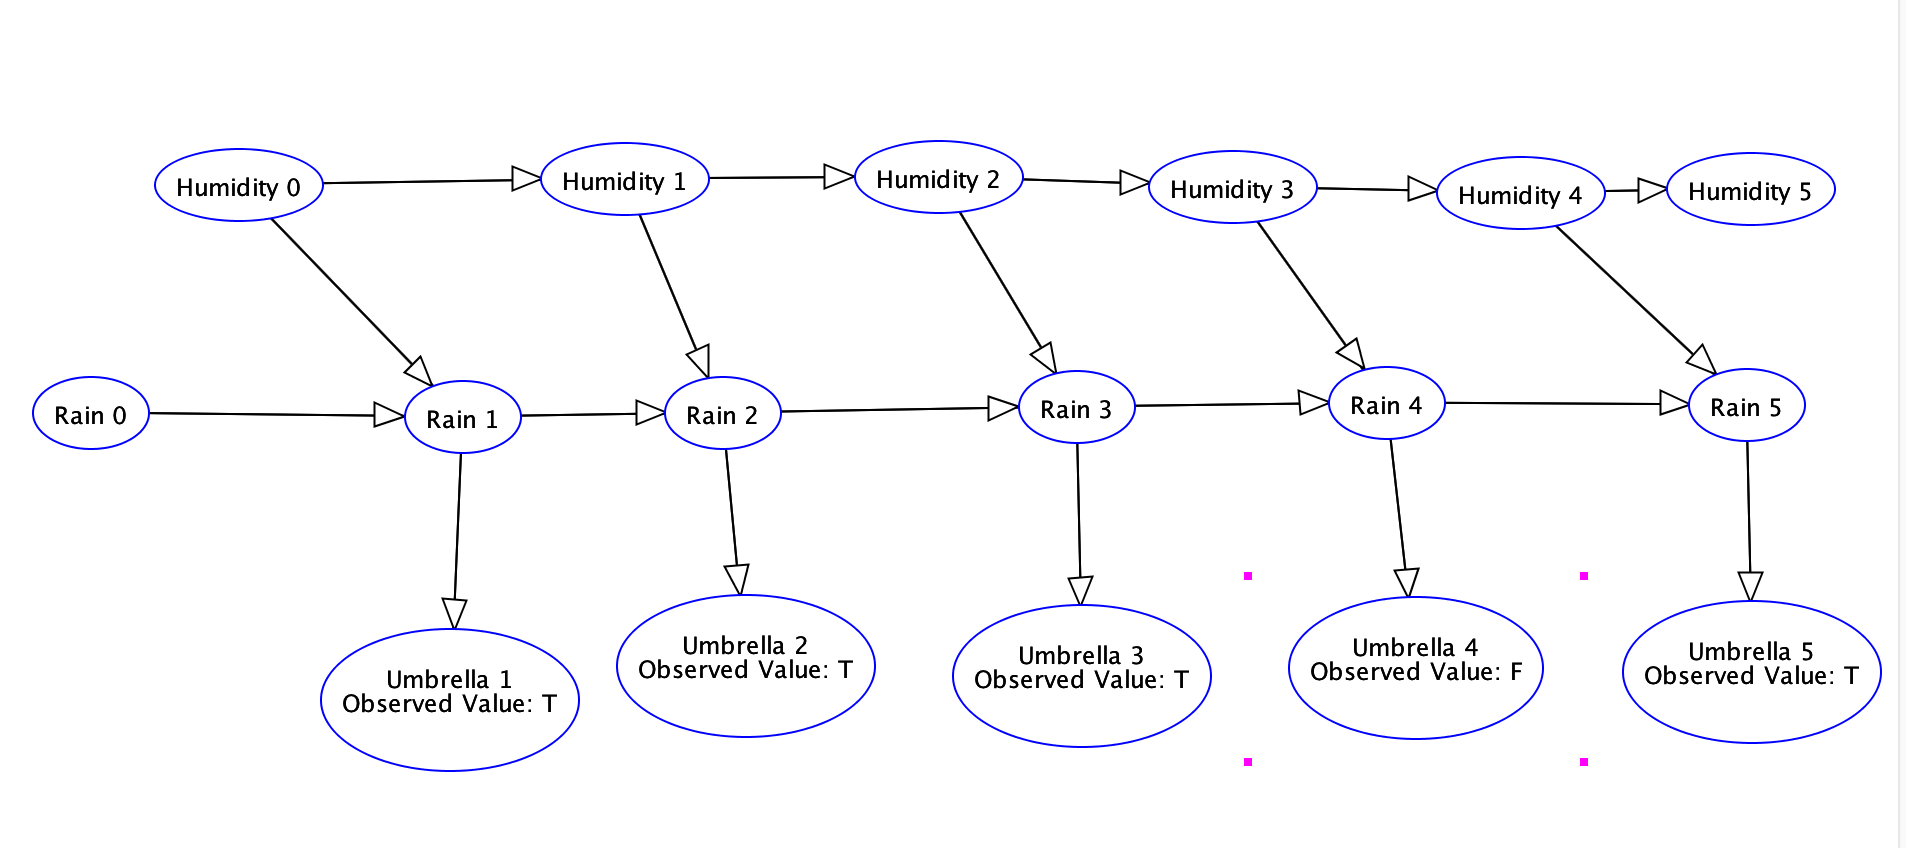 Humidity 0
Humidity 1
Humidity 2
Humidity 3
Humidity 4
Humidity 5
Rain 0
Rain 1
Rain 2
Rain 3
Rain 4
Rain 5
Umbrella 1
Observed Value: T
Umbrella 2
Observed Value: T
Umbrella 3
Observed Value: T
Umbrella 4
Observed Value: F
Umbrella 5
Observed Value: T